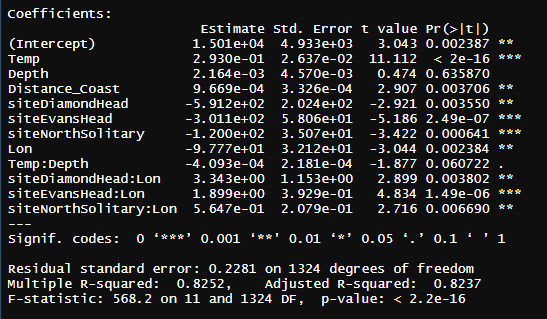 Coefficients:
Estimate Std. Error t value Pr(>|t|)
(Intercept) 1.501e+04 4.933e+03 3.043 0.002387 **
Temp 2.930e-01 2.637e-02 11.112 < 2e-16 ***
Depth 2.164e-03 4.570e-03 0.474 0.635870
Distance_Coast 9.669e-04 3.326e-04 2.907 0.003706 **
siteDiamondHead -5.912e+02 2.024e+02 -2.921 0.003550 **
siteEvansHead -3.011e+02 5.806e+01 -5.186 2.49e-07 ***
siteNorthSolitary -1.200e+02 3.507e+01 -3.422 0.000641 ***
Lon -9.777e+01 3.212e+01 -3.044 0.002384 **
Temp:Depth -4.093e-04 2.181e-04 -1.877 0.060722 .
siteDiamondHead:Lon 3.343e+00 1.153e+00 2.899 0.003802 **
siteEvansHead:Lon 1.899e+00 3.929e-01 4.834 1.49e-06 ***
siteNorthSolitary:Lon 5.647e-01 2.079e-01 2.716 0.006690 **
---
Signif. codes: 0 ‘***’ 0.001 ‘**’ 0.01 ‘*’ 0.05 ‘.’ 0.1 ‘ ’ 1
Residual standard error: 0.2281 on 1324 degrees of freedom
Multiple R-squared: 0.8252, Adjusted R-squared: 0.8237
F-statistic: 568.2 on 11 and 1324 DF, p-value: < 2.2e-16